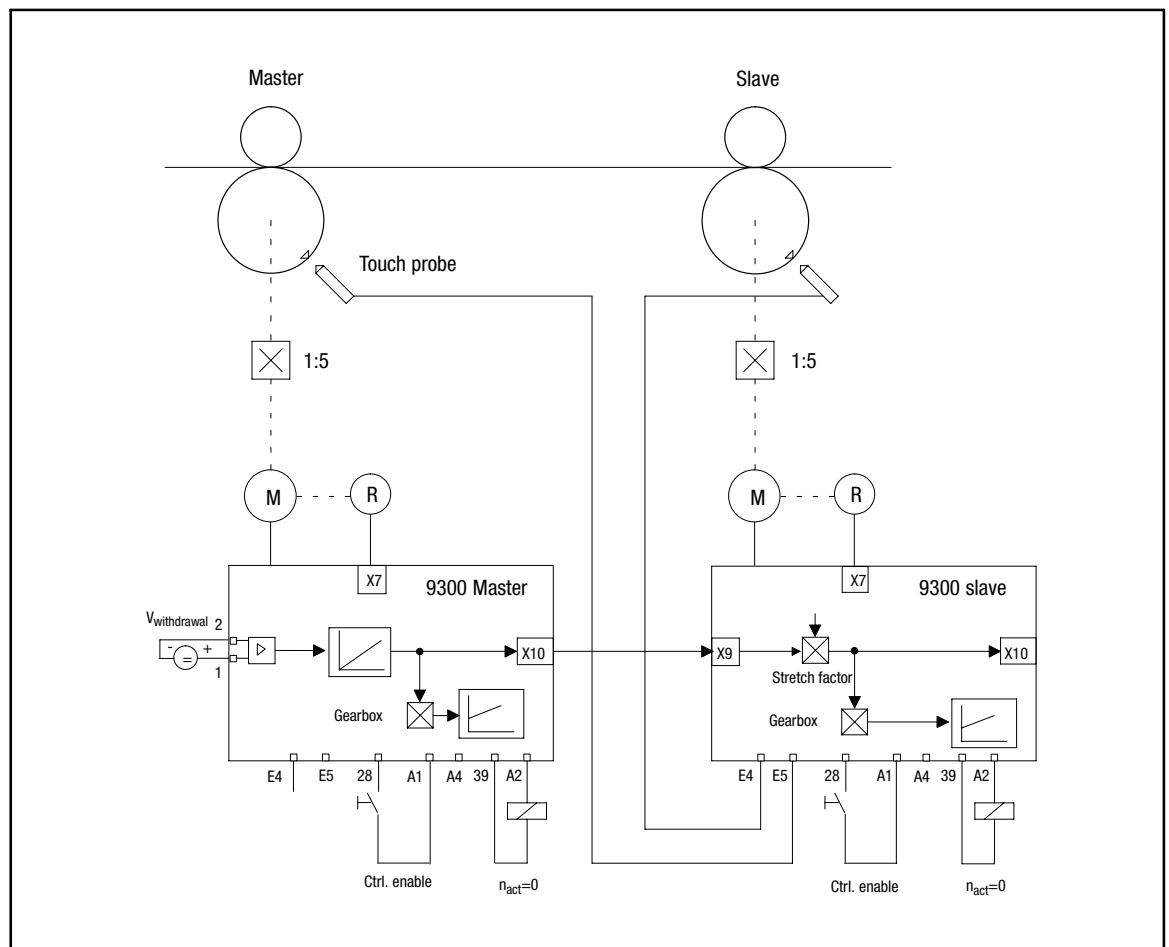 Master
Slave
Touch probe
1:5
1:5
M
R
M
R
X7
9300 Master
X7
9300 slave
Vwithdrawal 2
- +
=
1
X10
X9
X10
Stretch factor
Gearbox
Gearbox
E4 E5 28 A1 A4 39 A2
E4 E5 28 A1 A4 39 A2
Ctrl. enable
nact=0
Ctrl. enable
nact=0